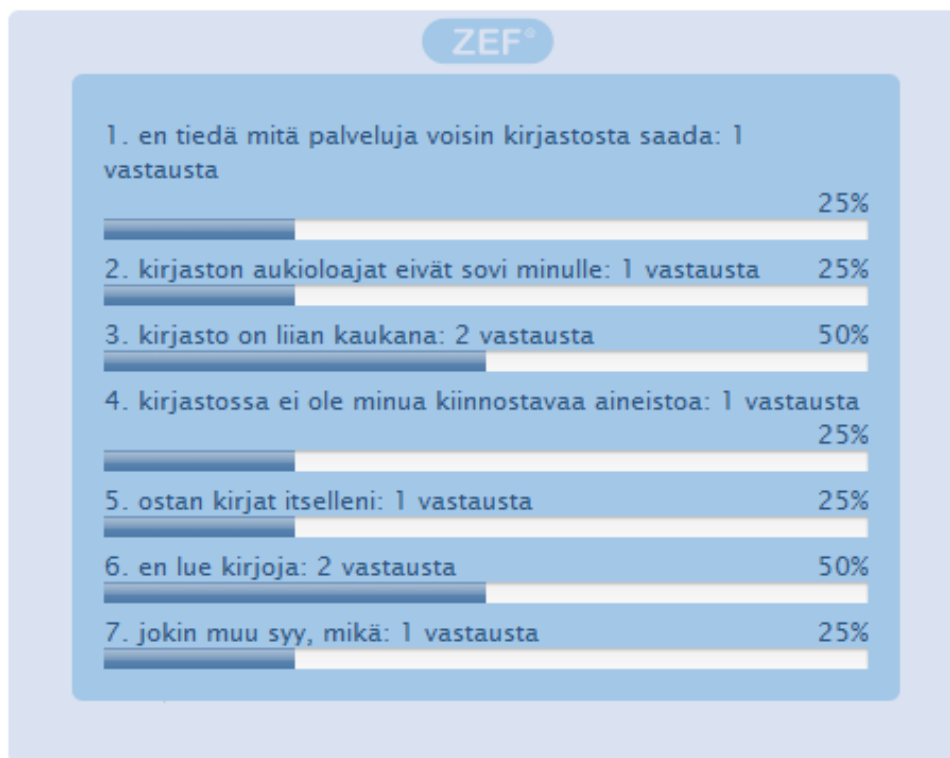 ZEF®
1. en tiedä mitä palveluja voisin kirjastosta saada: 1
vastausta
25%
2. kirjaston aukioloajat eivät sovi minulle: 1 vastausta 25%
3. kirjasto on liian kaukana: 2 vastausta 50%
4. kirjastossa ei ole minua kiinnostavaa aineistoa: 1 vastausta
25%
5. ostan kirjat itselleni: 1 vastausta 25%
6. en lue kirjoja: 2 vastausta 50%
7. jokin muu syy, mikä: 1 vastausta 25%